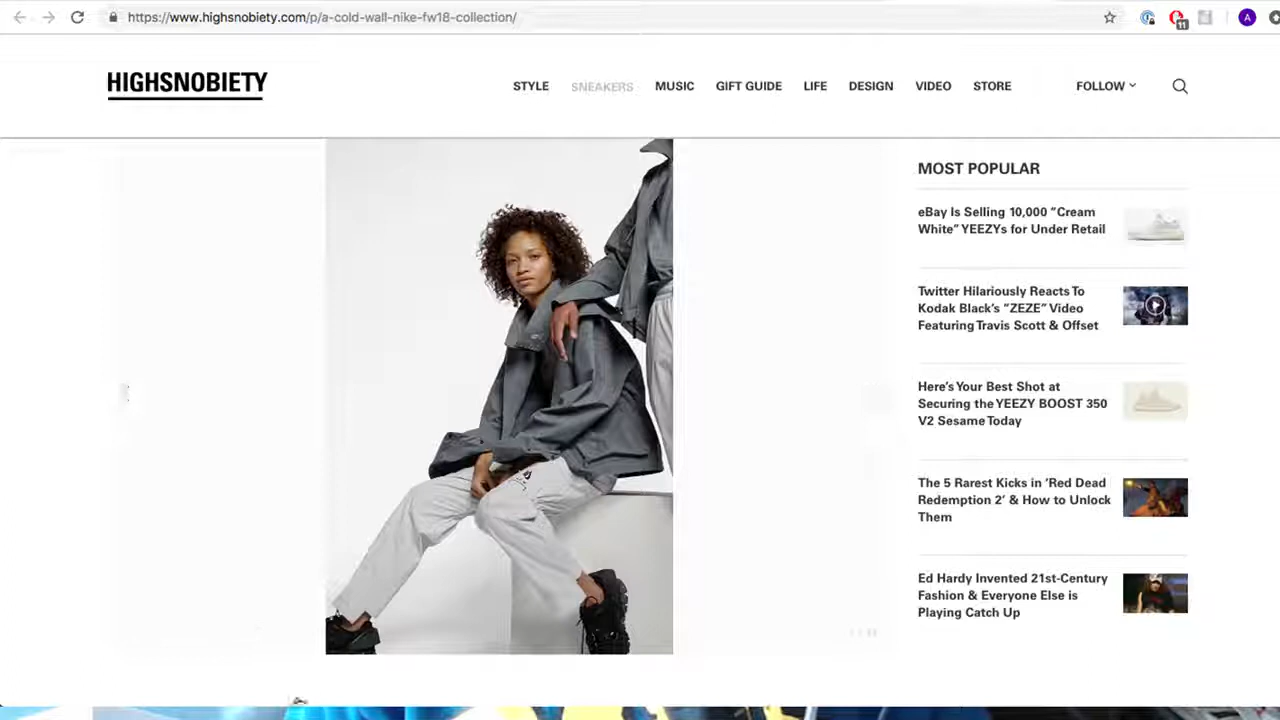 https://www.highsnobiety.com/p/a-cold-wall-nike-fw18-collection/
11
A
HIGHSNOBIETY
STYLE SNEAKERS MUSIC GIFT GUIDE LIFE DESIGN VIDEO STORE FOLLOW
MOST POPULAR
eBay Is Selling 10,000 “Cream
White” YEEZYs for Under Retail
Twitter Hilariously Reacts To
Kodak Black’s “ZEZE” Video
Featuring Travis Scott & Offset
Here’s Your Best Shot at
Securing the YEEZY BOOST 350
V2 Sesame Today
The 5 Rarest Kicks in ‘Red Dead
Redemption 2’ & How to Unlock
Them
Ed Hardy Invented 21st-Century
Fashion & Everyone Else is
Playing Catch Up